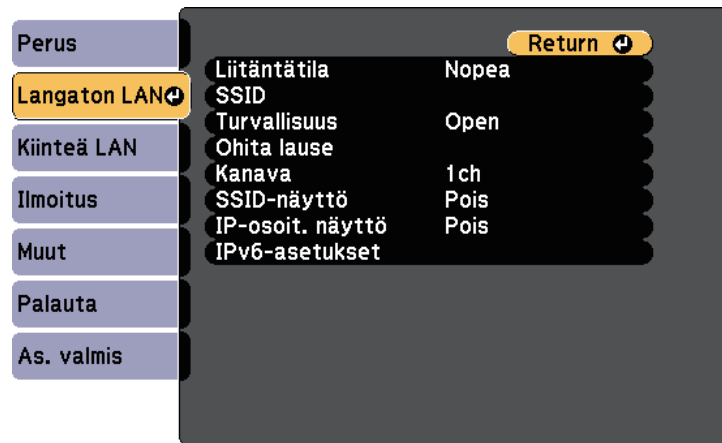 Perus
Langaton LAN
Kiinteä LAN
Ilmoitus
Muut
Palauta
As. valmis
Return
Liitäntätila Nopea
SSID
Turvallisuus Open
Ohita lause
Kanava 1ch
SSID-näyttö Pois
IP-osoit. näyttö Pois
IPv6-asetukset